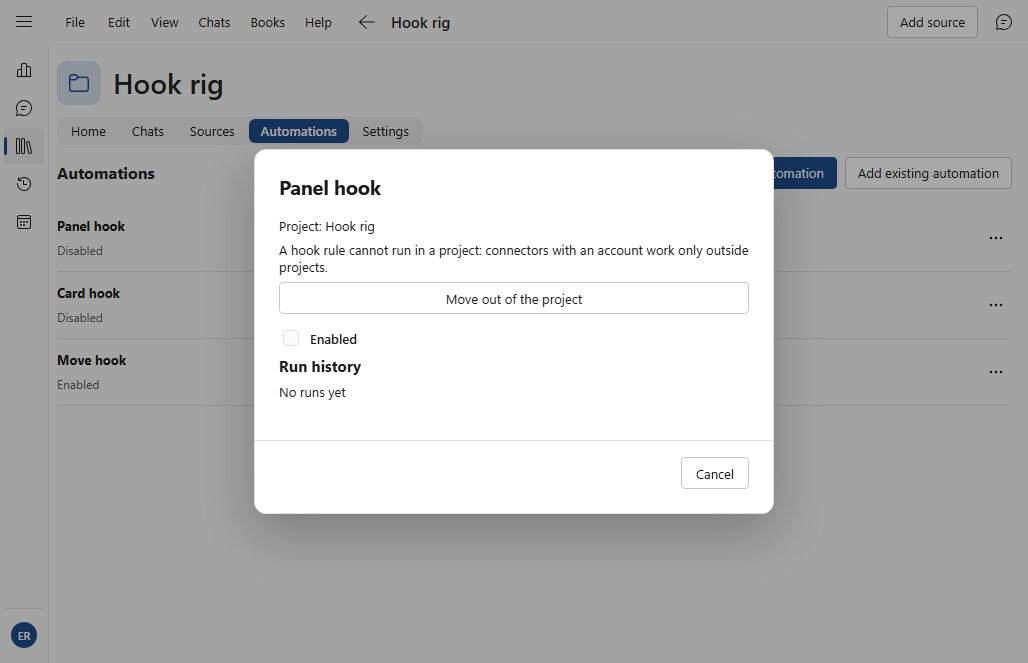 File Edit View Chats Books Help Hook rig Add source
Hook rig
Home Chats Sources Automations Settings
Automations
Add existing automation
Panel hook
Disabled
Card hook
Disabled
Move hook
Enabled
Panel hook
Project: Hook rig
A hook rule cannot run in a project: connectors with an account work only outside
projects.
Move out of the project
Enabled
Run history
No runs yet
Cancel
ER